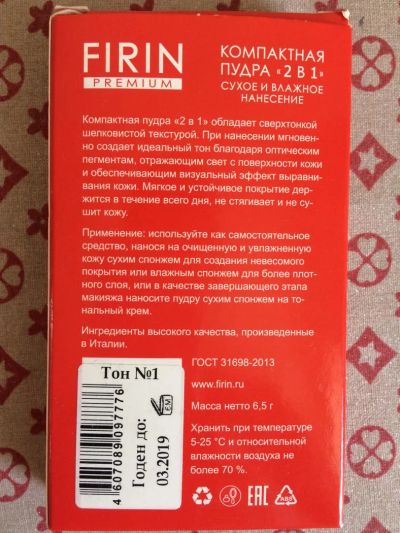 FIRIN
PREMIUM
КОМПАКТНАЯ
ПУДРА «2 В 1»
СУХОЕ И ВЛАЖНОЕ
НАНЕСЕНИЕ
Компактная пудра «2 в 1» обладает сверхтонкой
шелковистой текстурой. При нанесении мгновен-
но создает идеальный тон благодаря оптическим
пегментам, отражающим свет с поверхности кожи
и обеспечивающим визуальный эффект выравни-
вания кожи. Мягкое и устойчивое покрытие дер-
жится в течение всего дня, не стягивает и не су-
шит кожу.
Применение: используйте как самостоятельное
средство, нанося на очищенную и увлажненную
кожу сухим спонжем для создания невесомого
покрытия или влажным спонжем для более плот-
ного слоя, или в качестве завершающего этапа
макияжа наносите пудру сухим спонжем на то-
нальный крем.
Ингредиенты высокого качества, произведенные
в Италии.
ГОСТ 31698-2013
www.firin.ru
Масса нетто 6,5 г
Хранить при температуре
5-25 °C и относительной
влажности воздуха не
более 70 %.
Тон №1
Годен до:
03.2019
4607089097776
6М
EAC
ABS